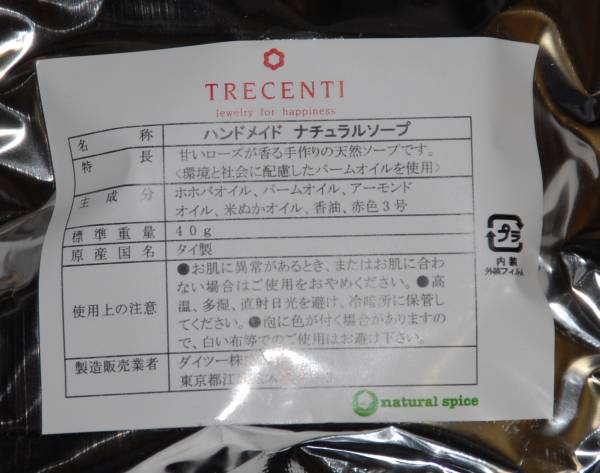 TRECENTI
jewelry for happiness
名称 ハンドメイド ナチュラルソープ
特長 甘いローズが香る手作りの天然ソープです。
〈環境と社会に配慮したパームオイルを使用〉
主成分 ホホバオイル、パームオイル、アーモンド
オイル、米ぬかオイル、香油、赤色3号
標準重量 40g
原産国名 タイ製
使用上の注意 ●お肌に異常があるとき、またはお肌に合わ
ない場合はご使用をおやめください。●高
温、多湿、直射日光を避け、冷暗所に保管し
てください。●泡に色が付く場合がありますの
で、白い布等でのご使用はお避け下さい。
製造販売業者 ダイツー株
東京都江
プラ
内装
外装フィルム
natural spice